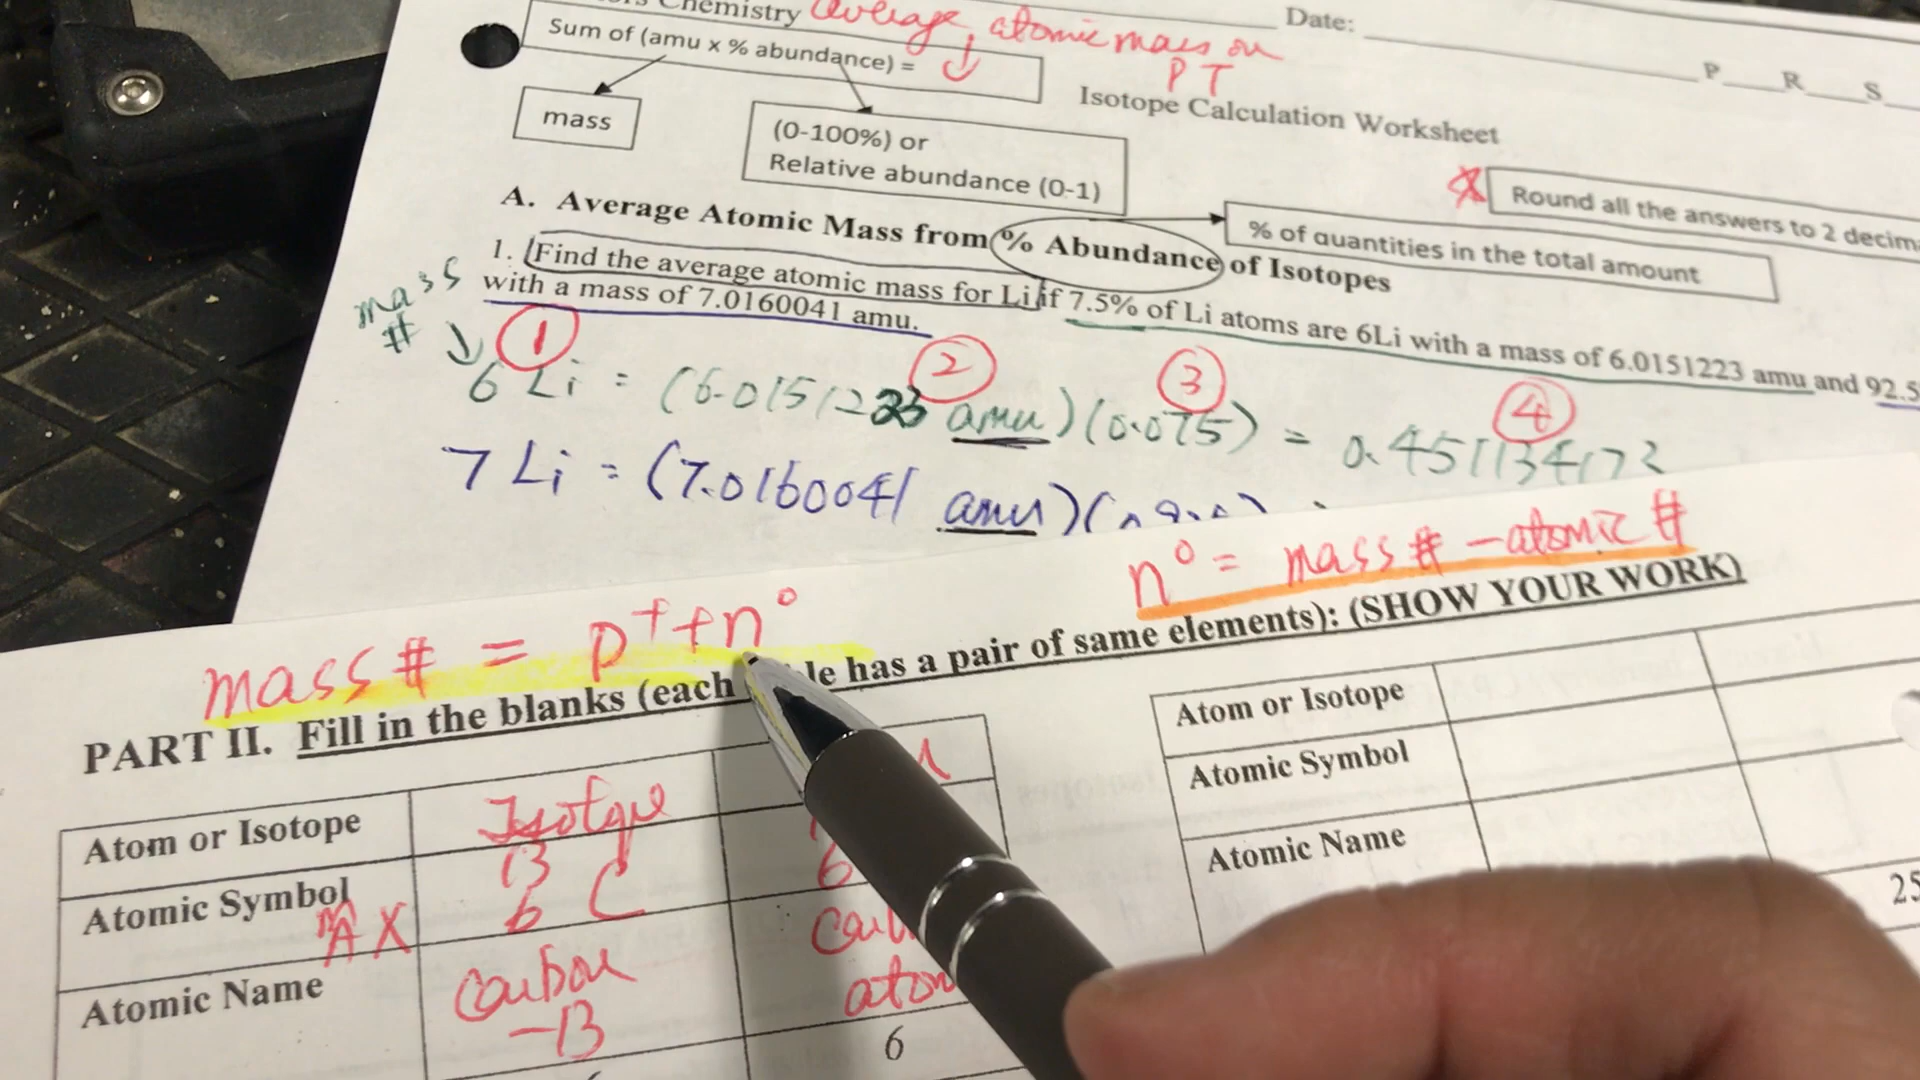 Chemistry average atomic mass on
PT
Date:
P R S
Sum of (amu x % abundance) =
mass
(0-100%) or
Relative abundance (0-1)
Isotope Calculation Worksheet
Round all the answers to 2
% of quantities in the total amount
A. Average Atomic Mass from % Abundance of Isotopes
1. Find the average atomic mass for Li if 7.5% of Li atoms are 6Li with a mass of 6.0151223 amu and 92.5
with a mass of 7.0160041 amu.
mass
#
1 2 3 4
6 Li = (6.0151223 amu)(0.075) = 0.451134173
7 Li = (7.0160041 amu)(
n⁰ = mass # - atomic #
mass # = p⁺ + n⁰
PART II. Fill in the blanks (each has a pair of same elements): (SHOW YOUR WORK)
Atom or Isotope Isotope
Atomic Symbol 13 6 C 6
X
Atomic Name Carbon -13 atom
6
Atom or Isotope
Atomic Symbol
Atomic Name
25